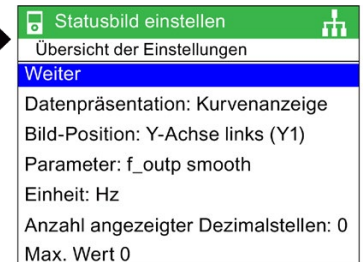 Statusbild einstellen
Übersicht der Einstellungen
Weiter
Datenpräsentation: Kurvenanzeige
Bild-Position: Y-Achse links (Y1)
Parameter: f_outp smooth
Einheit: Hz
Anzahl angezeigter Dezimalstellen: 0
Max. Wert 0